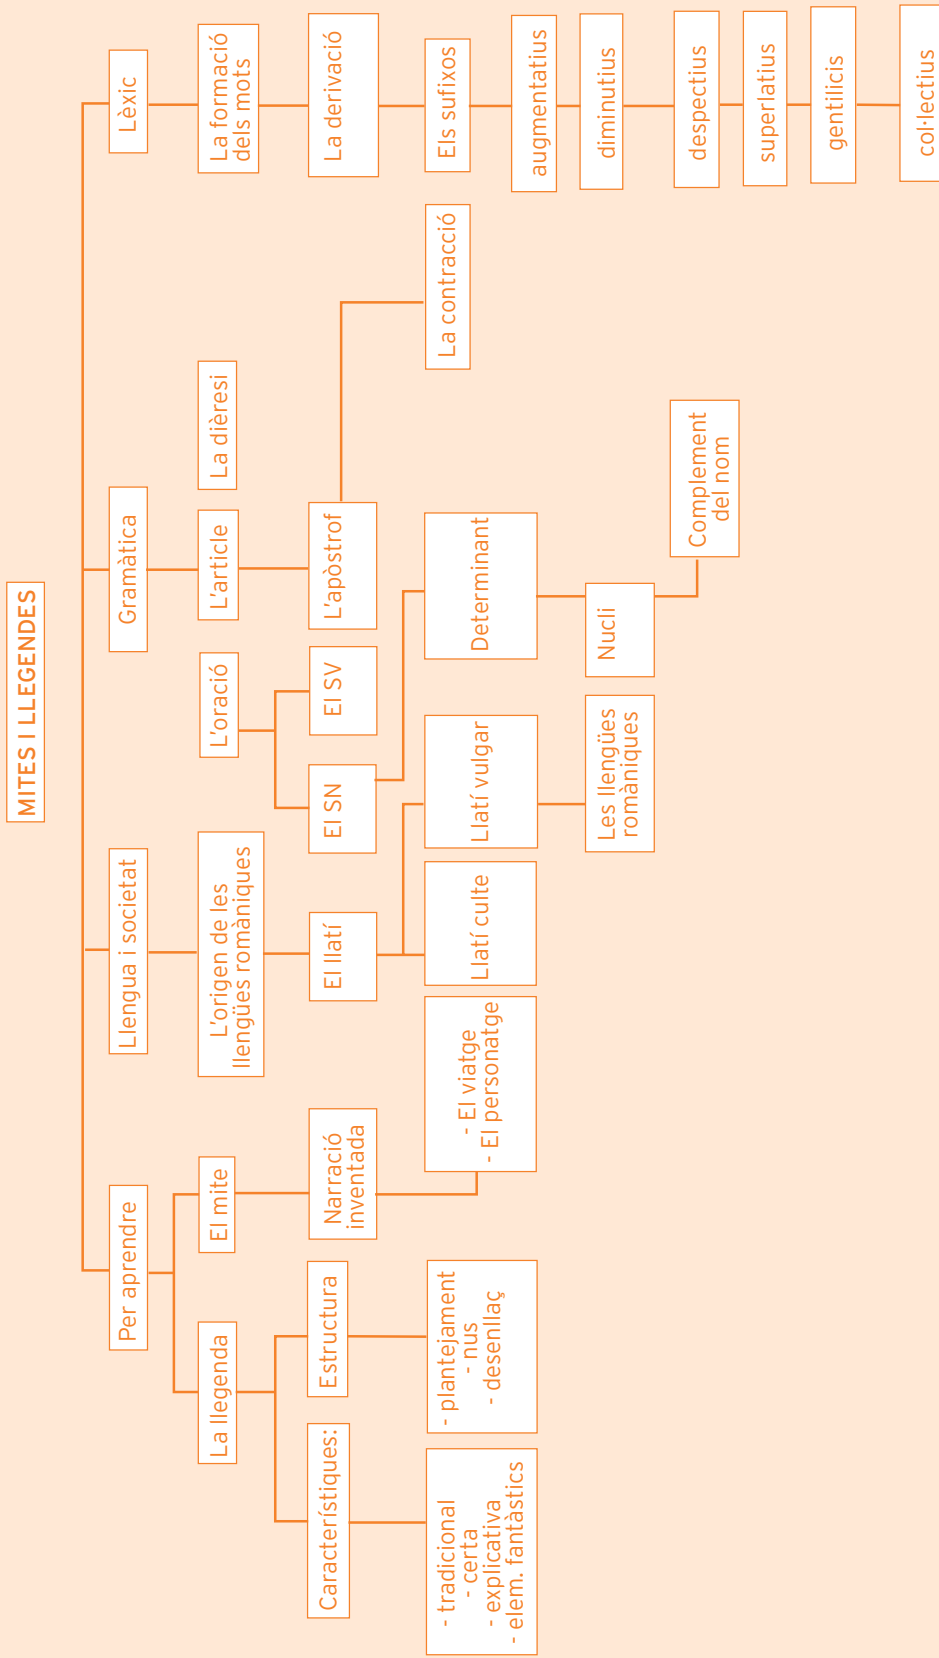 MITES I LLEGENDES
Per aprendre
Llengua i societat
Gramàtica
Lèxic
La llegenda
El mite
L'origen de les
llengües romàniques
L'oració
L'article
La dièresi
La formació
dels mots
Característiques:
Estructura
Narració
inventada
El llatí
El SN
El SV
L'apòstrof
La derivació
- tradicional
- certa
- explicativa
- elem. fantàstics
- plantejament
- nus
- desenllaç
- El viatge
- El personatge
Llatí culte
Llatí vulgar
Determinant
La contracció
Els sufixos
augmentatius
Les llengües
romàniques
Nucli
diminutius
Complement
del nom
despectius
superlatius
gentilicis
col·lectius